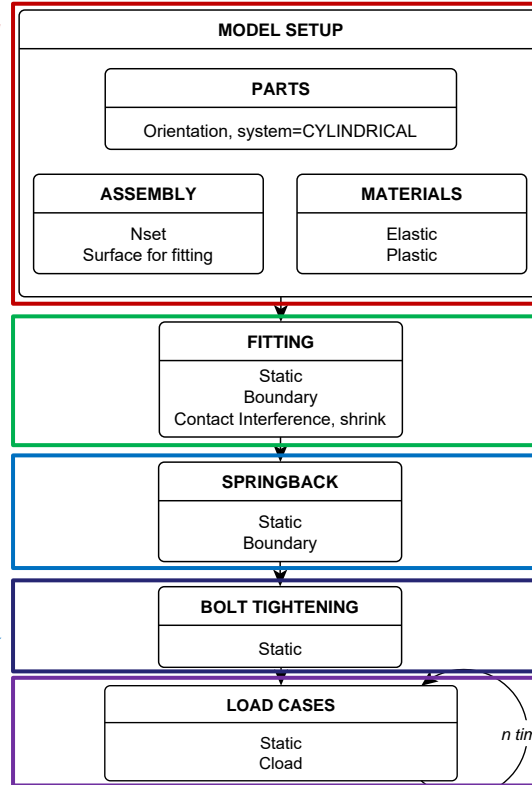 MODEL SETUP
PARTS
Orientation, system=CYLINDRICAL
ASSEMBLY
Nset
Surface for fitting
MATERIALS
Elastic
Plastic
FITTING
Static
Boundary
Contact Interference, shrink
SPRINGBACK
Static
Boundary
BOLT TIGHTENING
Static
LOAD CASES
Static
Cload
n